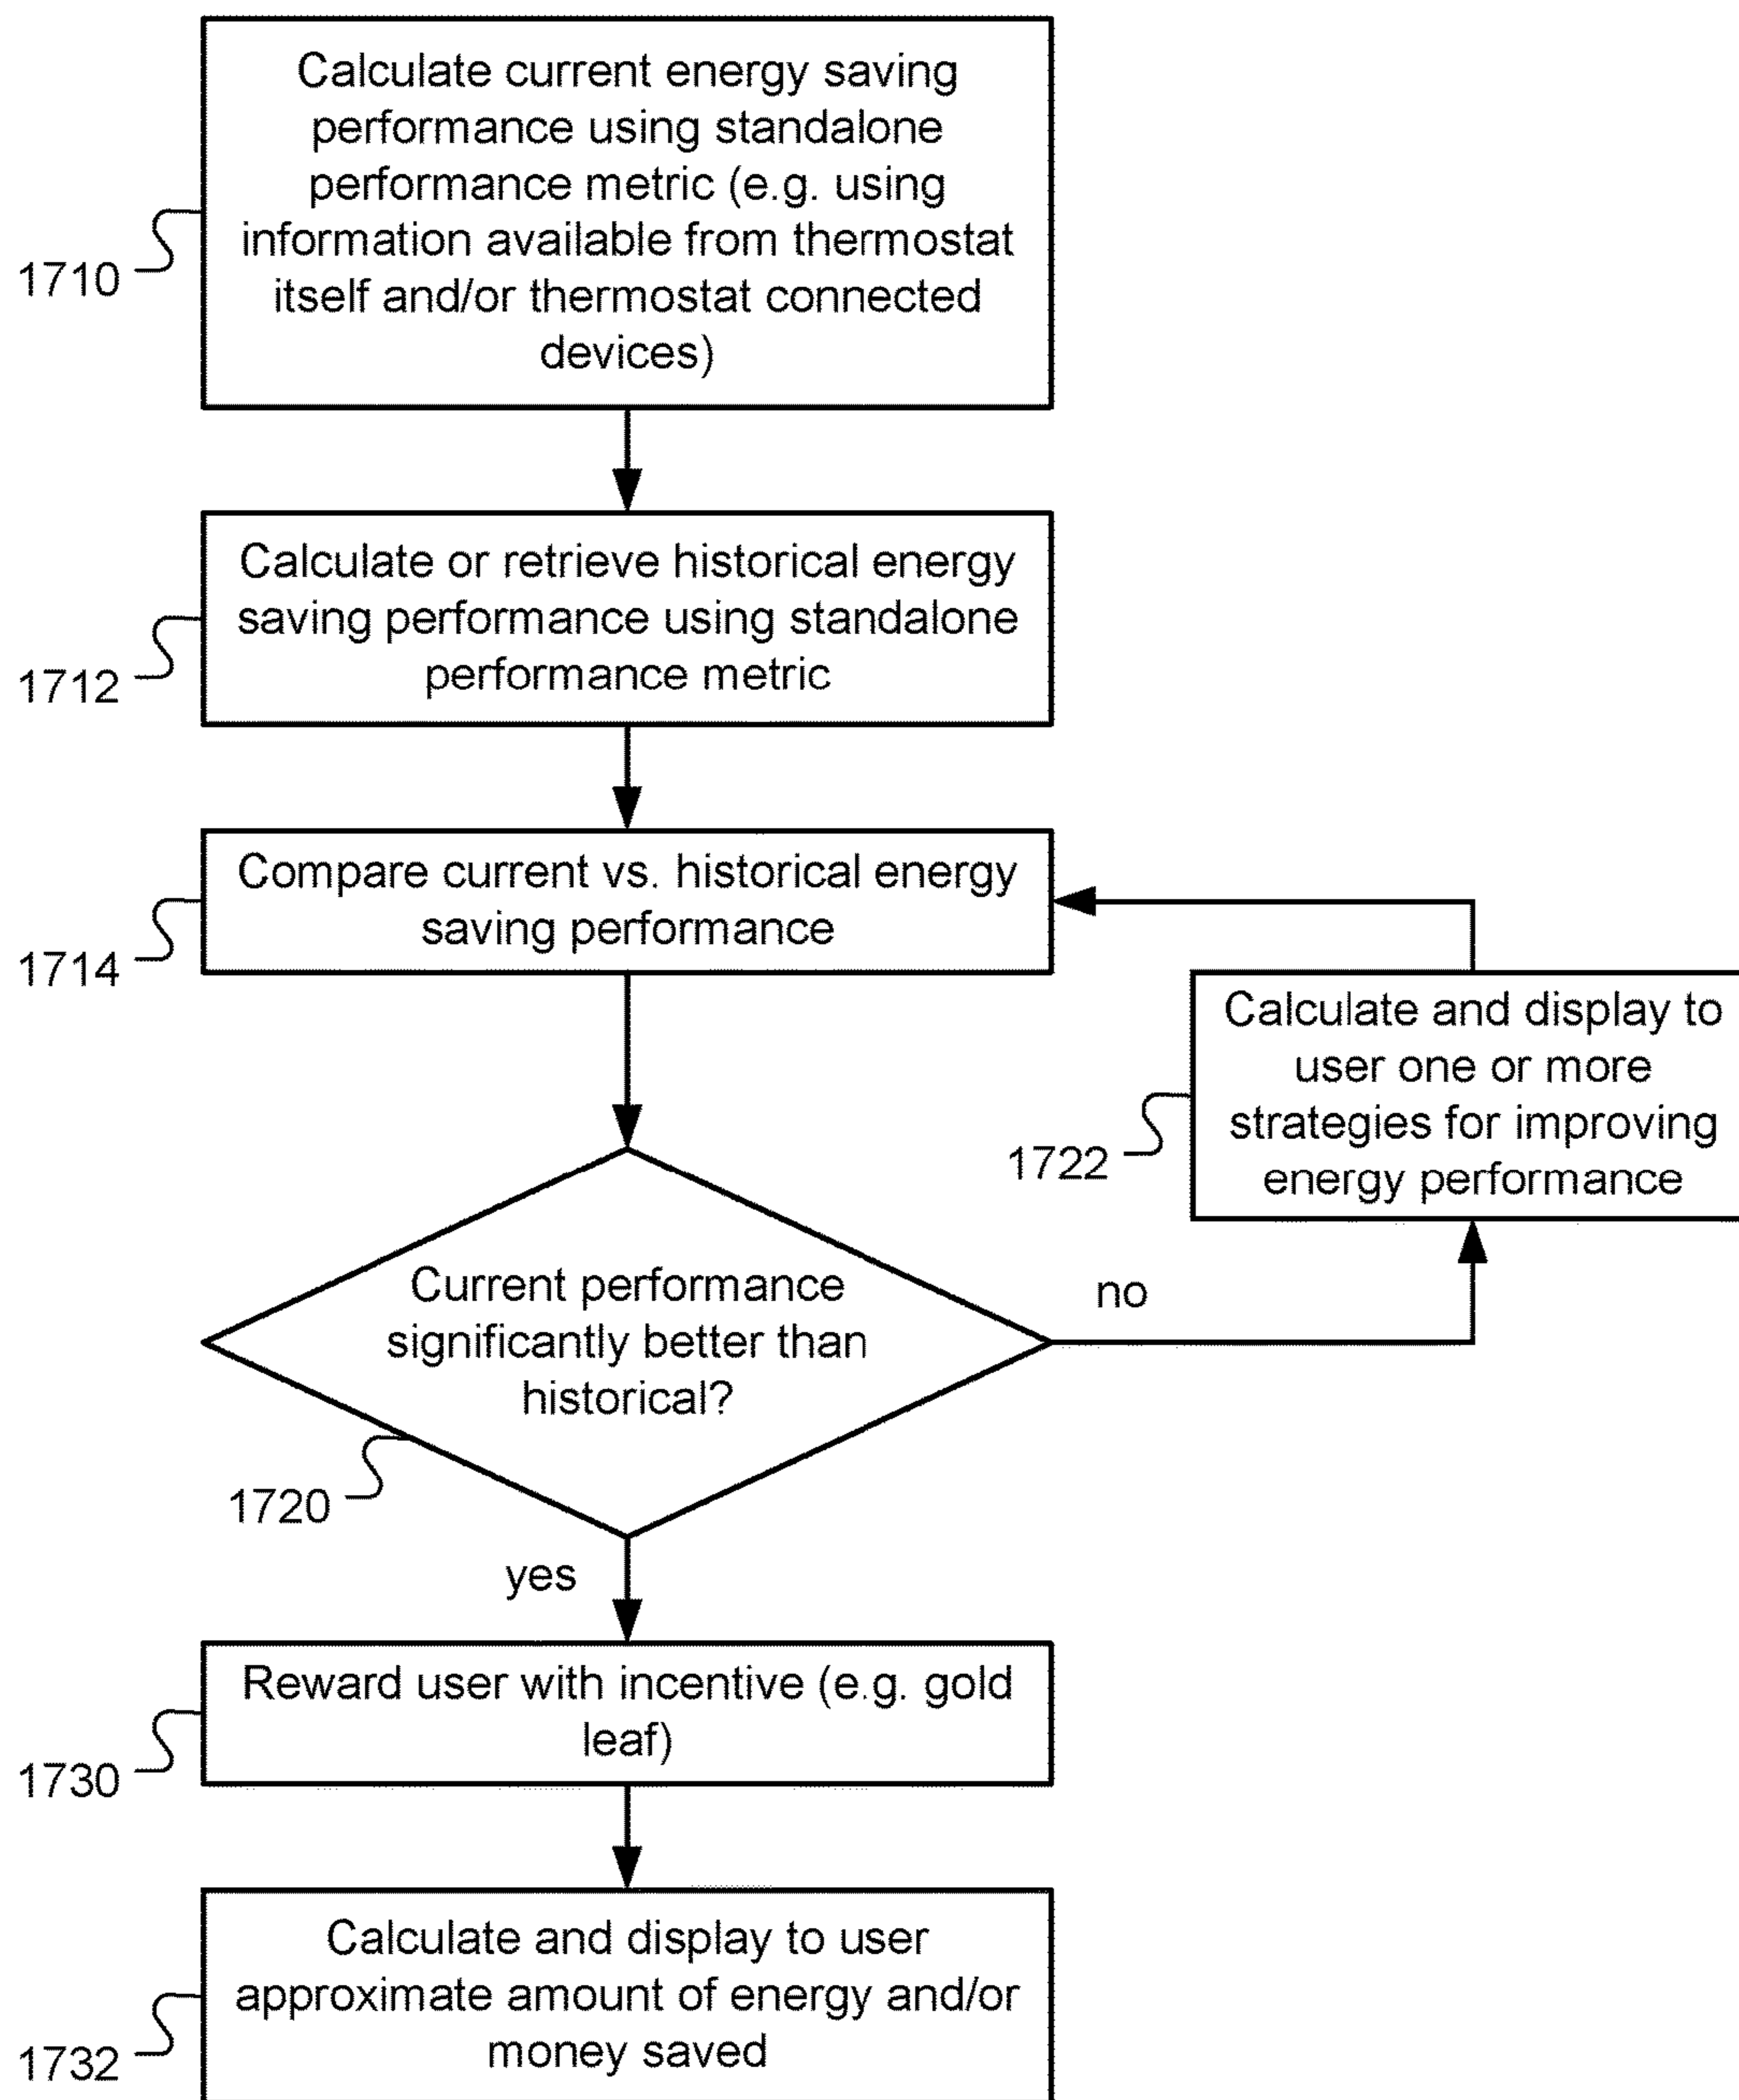 Calculate current energy saving
performance using standalone
performance metric (e.g. using
information available from thermostat
itself and/or thermostat connected
devices)
1710
Calculate or retrieve historical energy
saving performance using standalone
performance metric
1712
Compare current vs. historical energy
saving performance
1714
Calculate and display to
user one or more
strategies for improving
energy performance
1722
Current performance
significantly better than
historical?
no
1720
yes
Reward user with incentive (e.g. gold
leaf)
1730
Calculate and display to user
approximate amount of energy and/or
money saved
1732